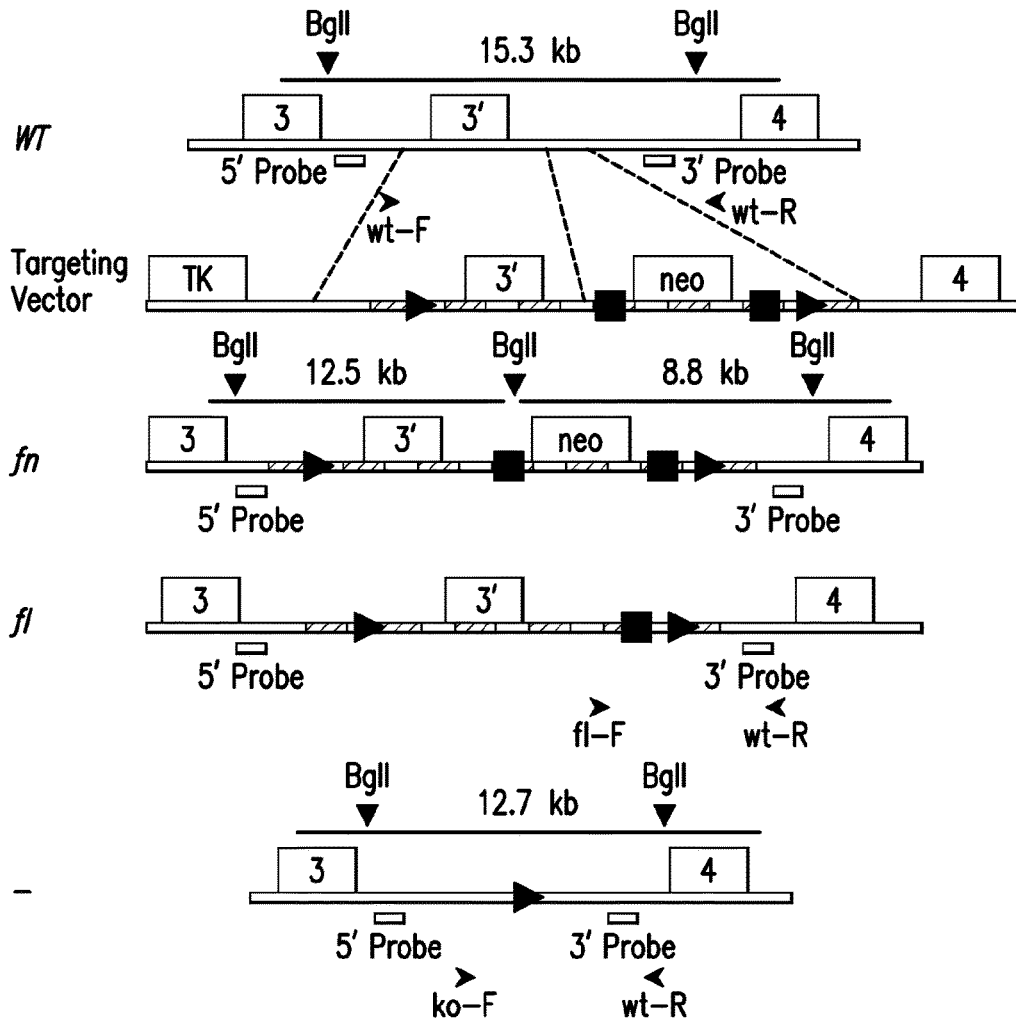 BglI BglI
15.3 kb
WT 3 3' 4
5' Probe 3' Probe
wt-F wt-R
Targeting
Vector
TK 3' neo 4
BglI BglI BglI
12.5 kb 8.8 kb
fn 3 3' neo 4
5' Probe 3' Probe
fl 3 3' 4
5' Probe 3' Probe
fl-F wt-R
BglI BglI
12.7 kb
– 3 4
5' Probe 3' Probe
ko-F wt-R